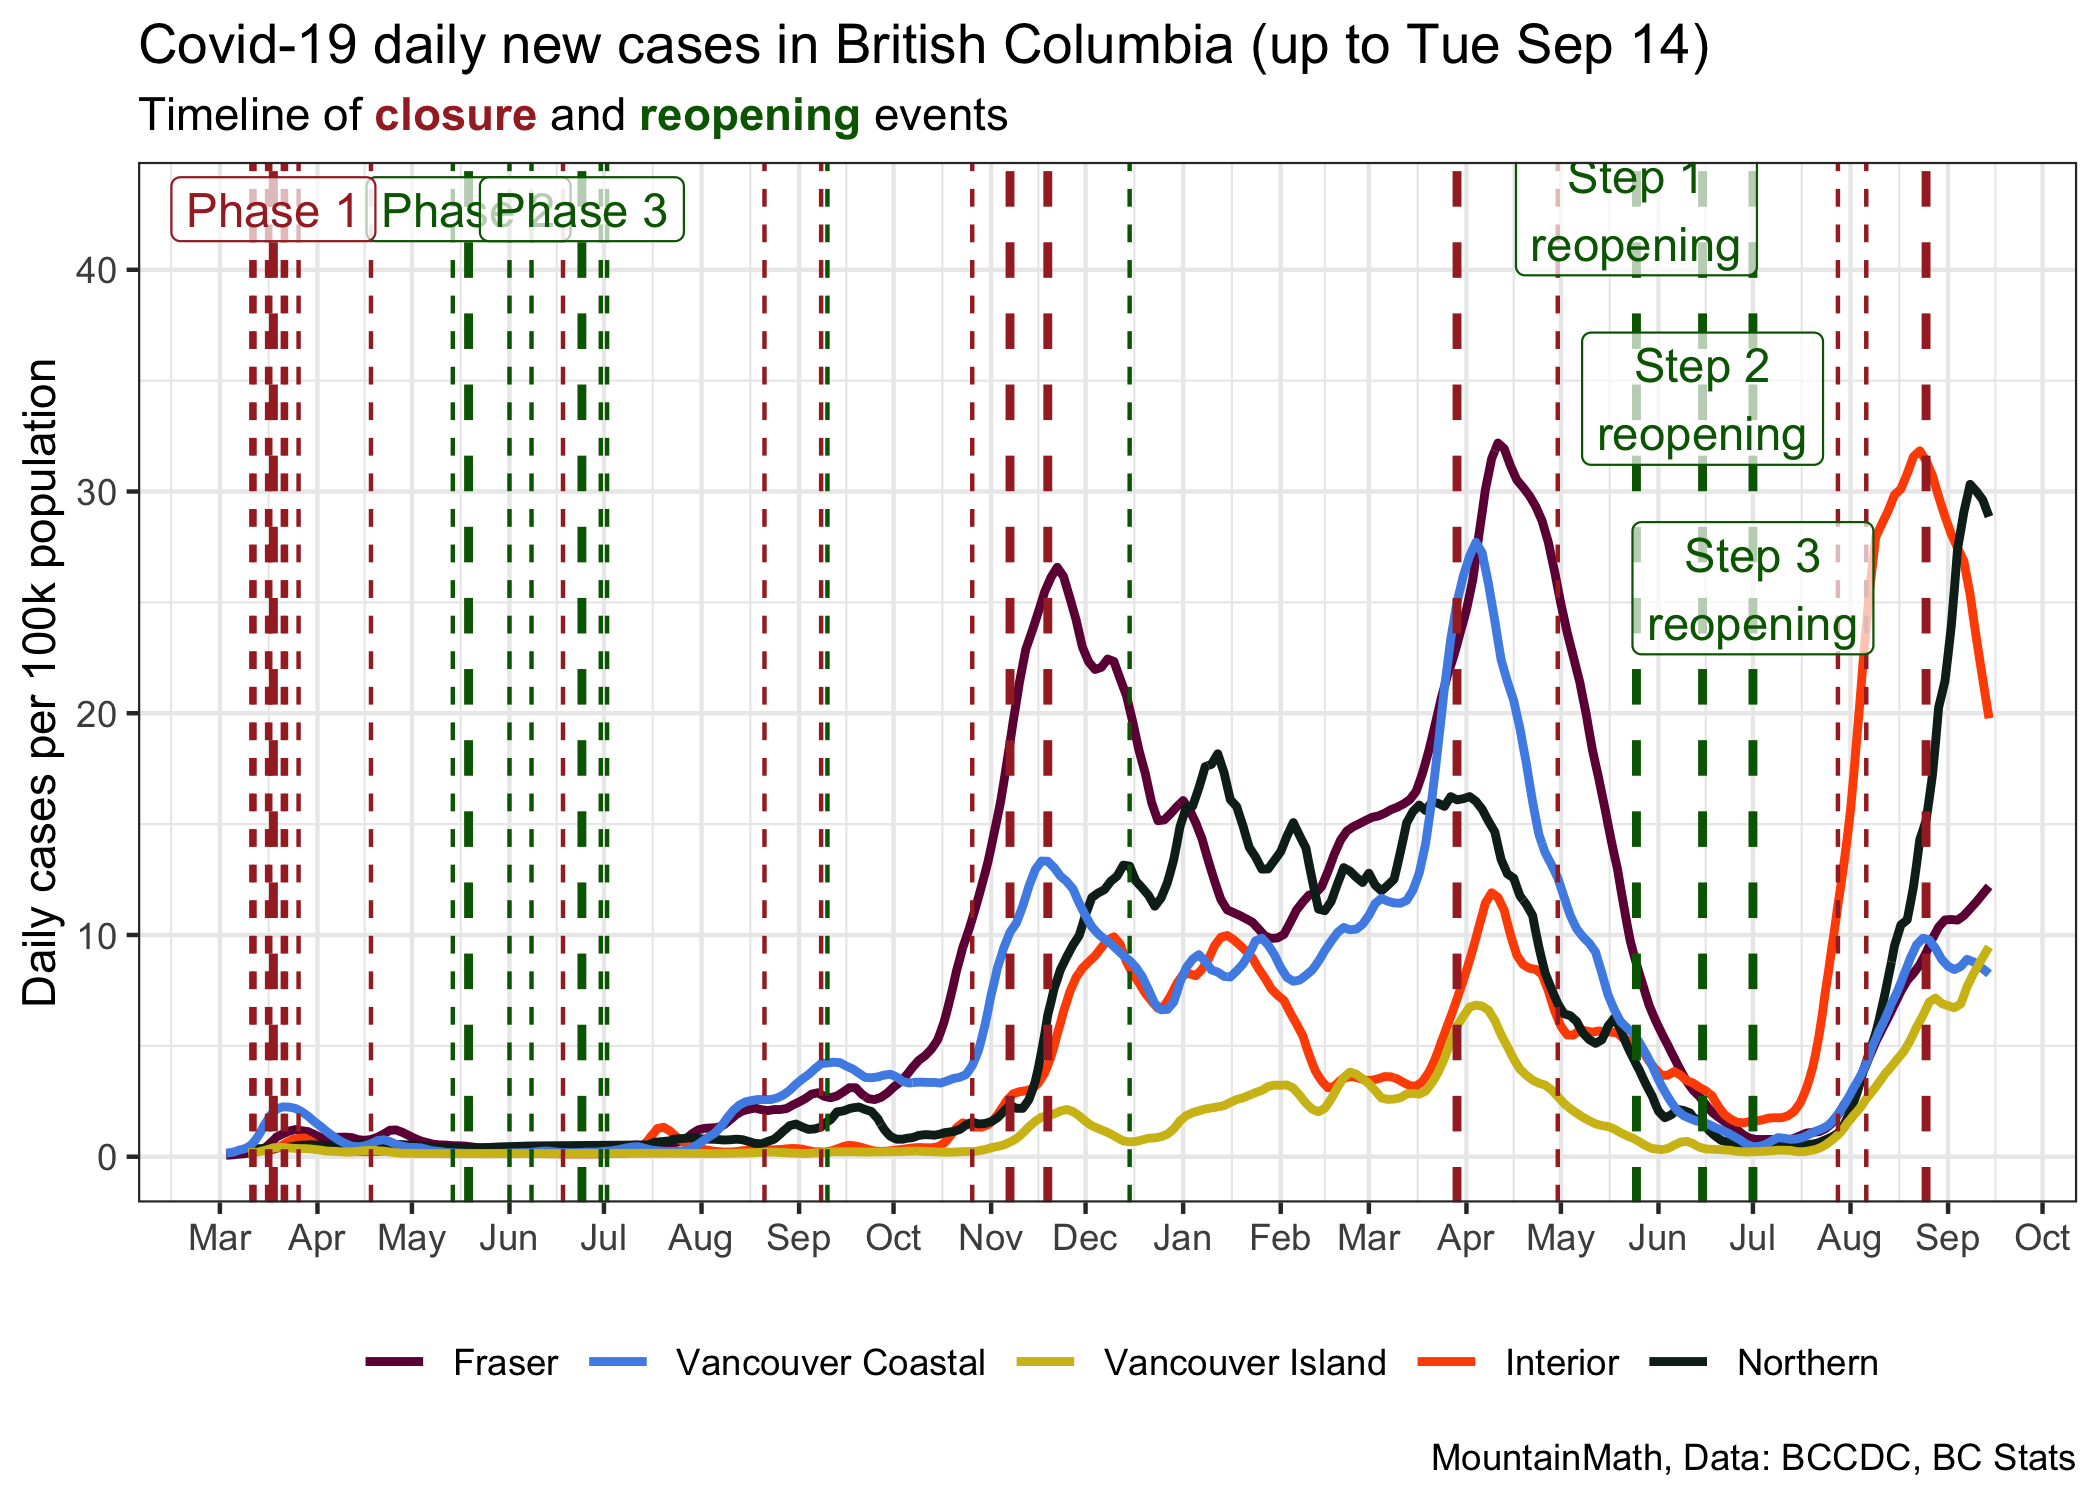 Covid-19 daily new cases in British Columbia (up to Tue Sep 14)
Timeline of closure and reopening events
Phase 1
Phase 2
Phase 3
Step 1
reopening
Step 2
reopening
Step 3
reopening
Daily cases per 100k population
40
30
20
10
0
Mar Apr May Jun Jul Aug Sep Oct Nov Dec Jan Feb Mar Apr May Jun Jul Aug Sep Oct
Fraser Vancouver Coastal Vancouver Island Interior Northern
MountainMath, Data: BCCDC, BC Stats